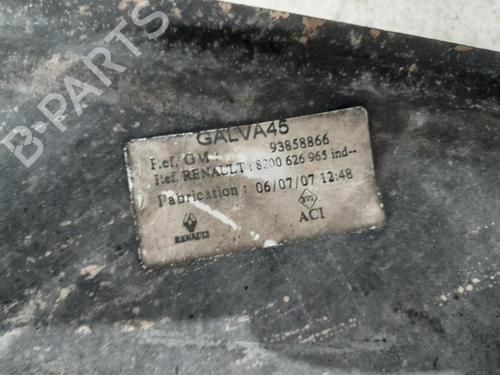 B-PARTS
GALVA45
Ref. GM : 93858866
Ref. RENAULT : 8200 626 965 ind--
Fabrication : 06/07/07 12:48
RENAULT
ACI